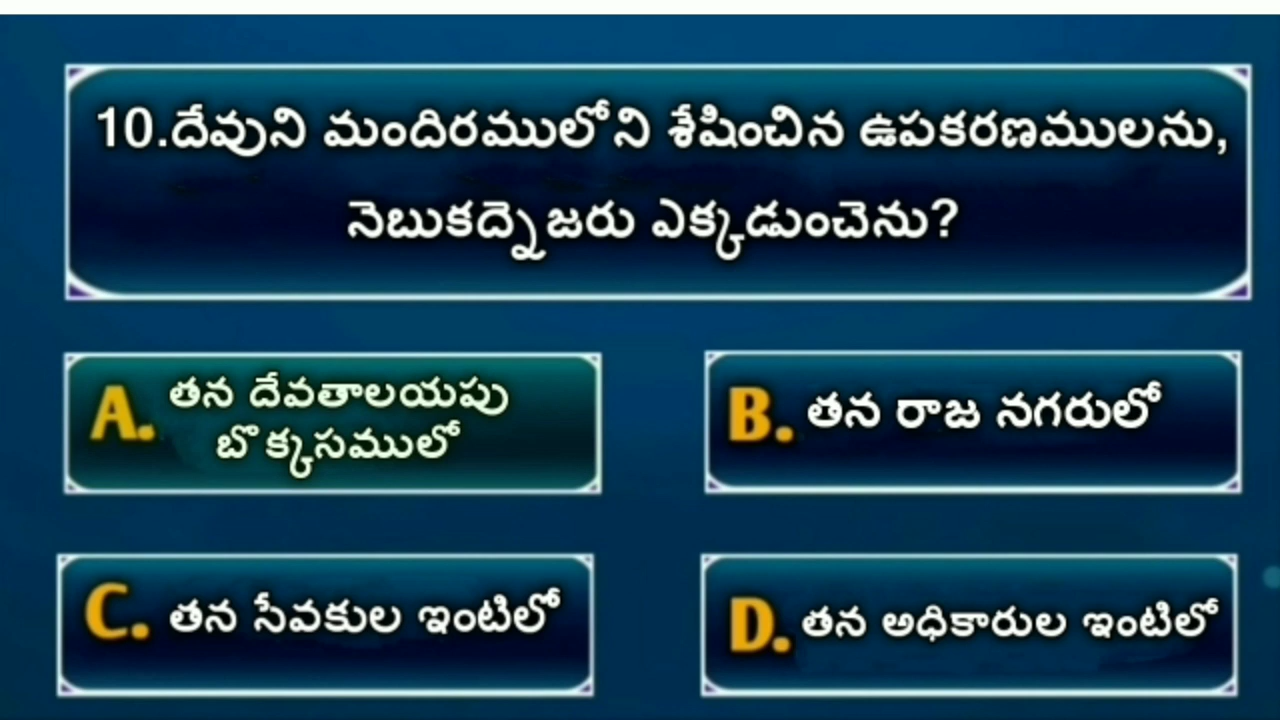 10.దేవుని మందిరములోని శేషించిన ఉపకరణములను,
నెబుకద్నెజరు ఎక్కడుంచెను?
A. తన దేవతాలయపు
బొక్కసములో
B. తన రాజ నగరులో
C. తన సేవకుల ఇంటిలో
D. తన అధికారుల ఇంటిలో